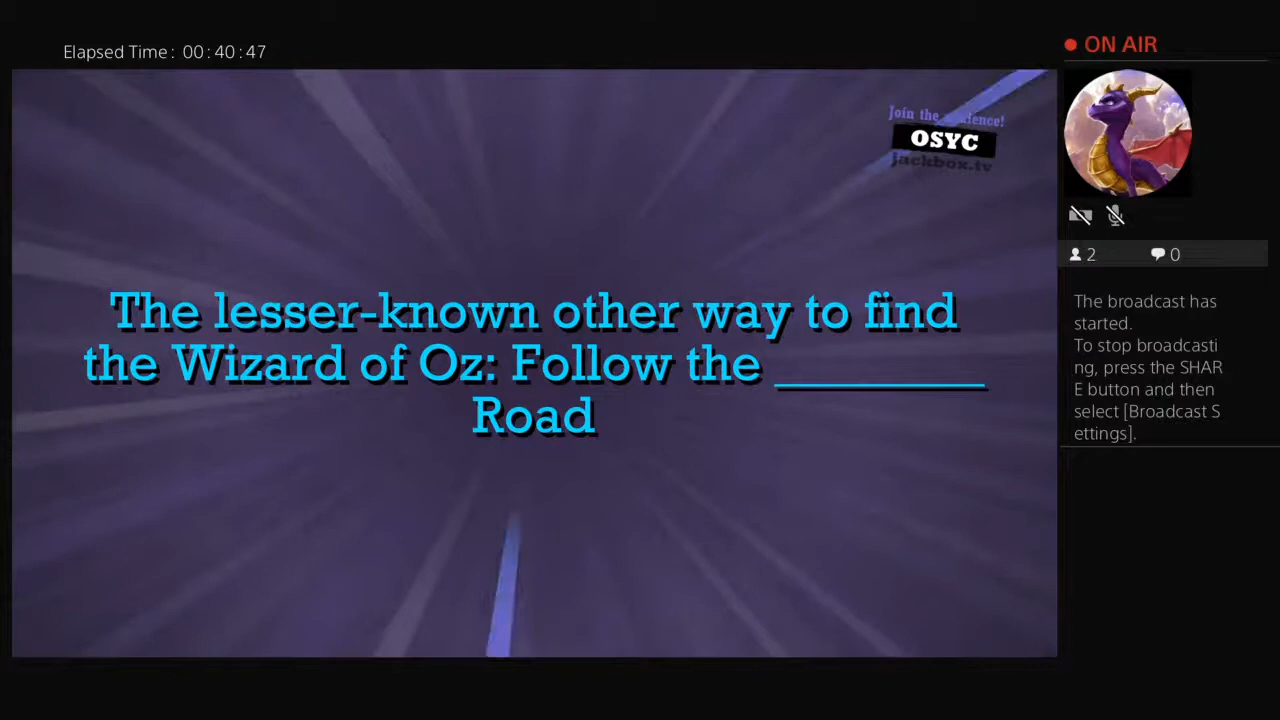 Elapsed Time: 00:40:47
ON AIR
Join the audience!
OSYC
jackbox.tv
The lesser-known other way to find
the Wizard of Oz: Follow the _________
Road
2 0
The broadcast has
started.
To stop broadcasti
ng, press the SHAR
E button and then
select [Broadcast S
ettings].